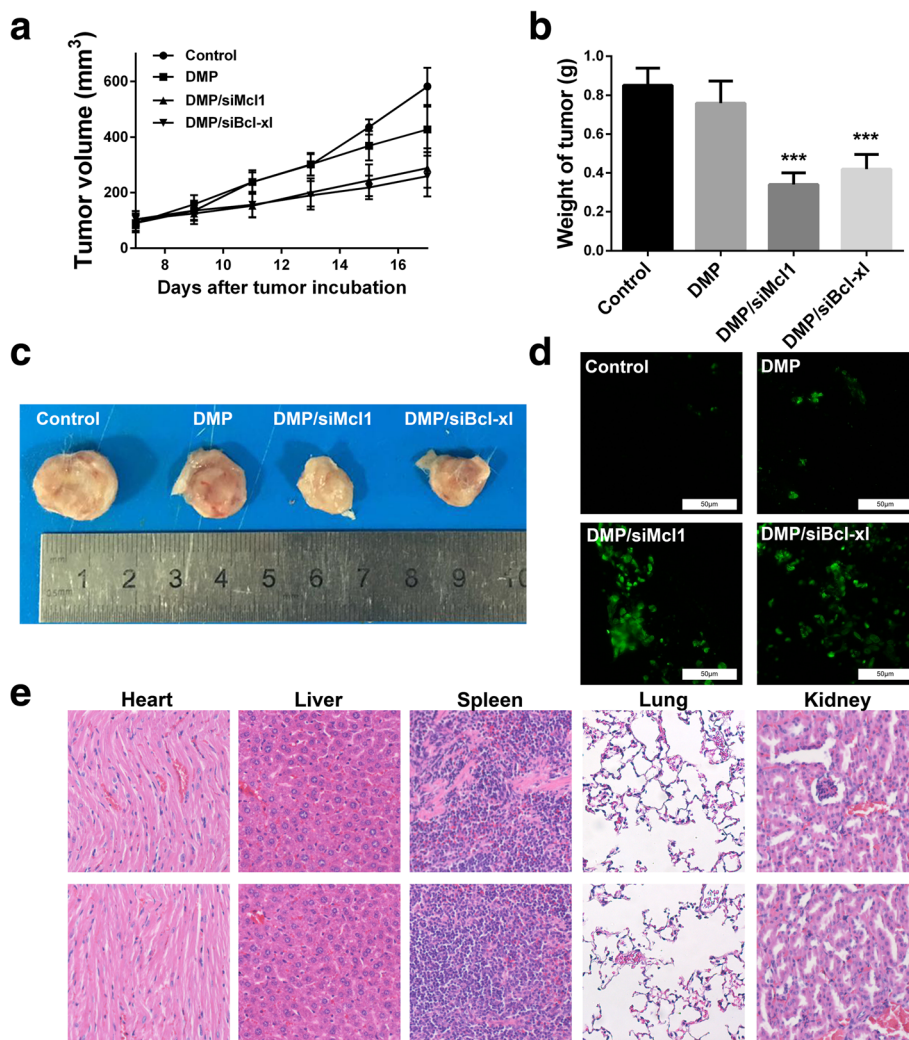 a
Tumor volume (mm³)
600
400
200
0
8 10 12 14 16
Days after tumor incubation
Control
DMP
DMP/siMcl1
DMP/siBcl-xl
b
Weight of tumor (g)
1.0
0.8
0.6
0.4
0.2
0.0
*** ***
Control DMP DMP/siMcl1 DMP/siBcl-xl
c
Control DMP DMP/siMcl1 DMP/siBcl-xl
1 2 3 4 5 6 7 8 9 10
0.5mm
d
Control
50μm
DMP
50μm
DMP/siMcl1
50μm
DMP/siBcl-xl
50μm
e
Heart Liver Spleen Lung Kidney